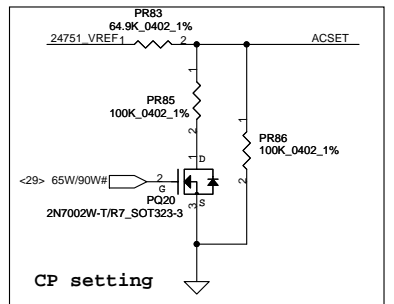 PR83
64.9K_0402_1%
24751_VREF 1 2 ACSET
1
PR85
100K_0402_1%
2
1
PR86
100K_0402_1%
2
1 D
<29> 65W/90W# 2
G
PQ20
3 S
2N7002W-T/R7_SOT323-3
CP setting